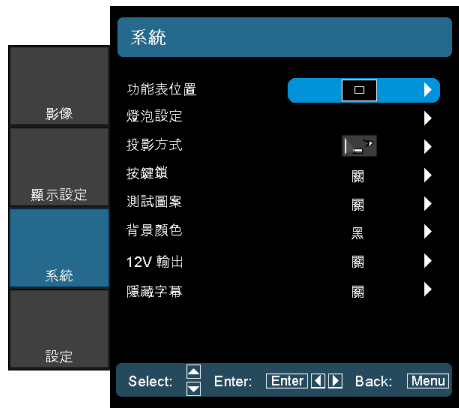 系統
影像
顯示設定
系統
設定
功能表位置
燈泡設定
投影方式
按鍵鎖 關
測試圖案 關
背景顏色 黑
12V 輸出 關
隱藏字幕 關
Select: Enter: Enter Back: Menu